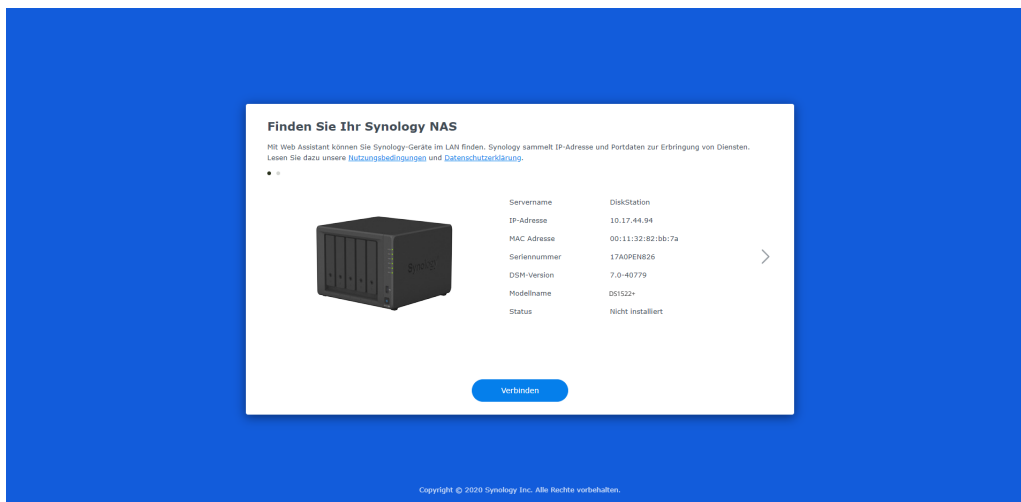 Finden Sie Ihr Synology NAS
Mit Web Assistant können Sie Synology-Geräte im LAN finden. Synology sammelt IP-Adresse und Portdaten zur Erbringung von Diensten.
Lesen Sie dazu unsere Nutzungsbedingungen und Datenschutzerklärung.
Servername DiskStation
IP-Adresse 10.17.44.94
MAC Adresse 00:11:32:82:bb:7a
Seriennummer 17A0PEN826
DSM-Version 7.0-40779
Modellname DS1522+
Status Nicht installiert
Synology
Verbinden
Copyright © 2020 Synology Inc. Alle Rechte vorbehalten.